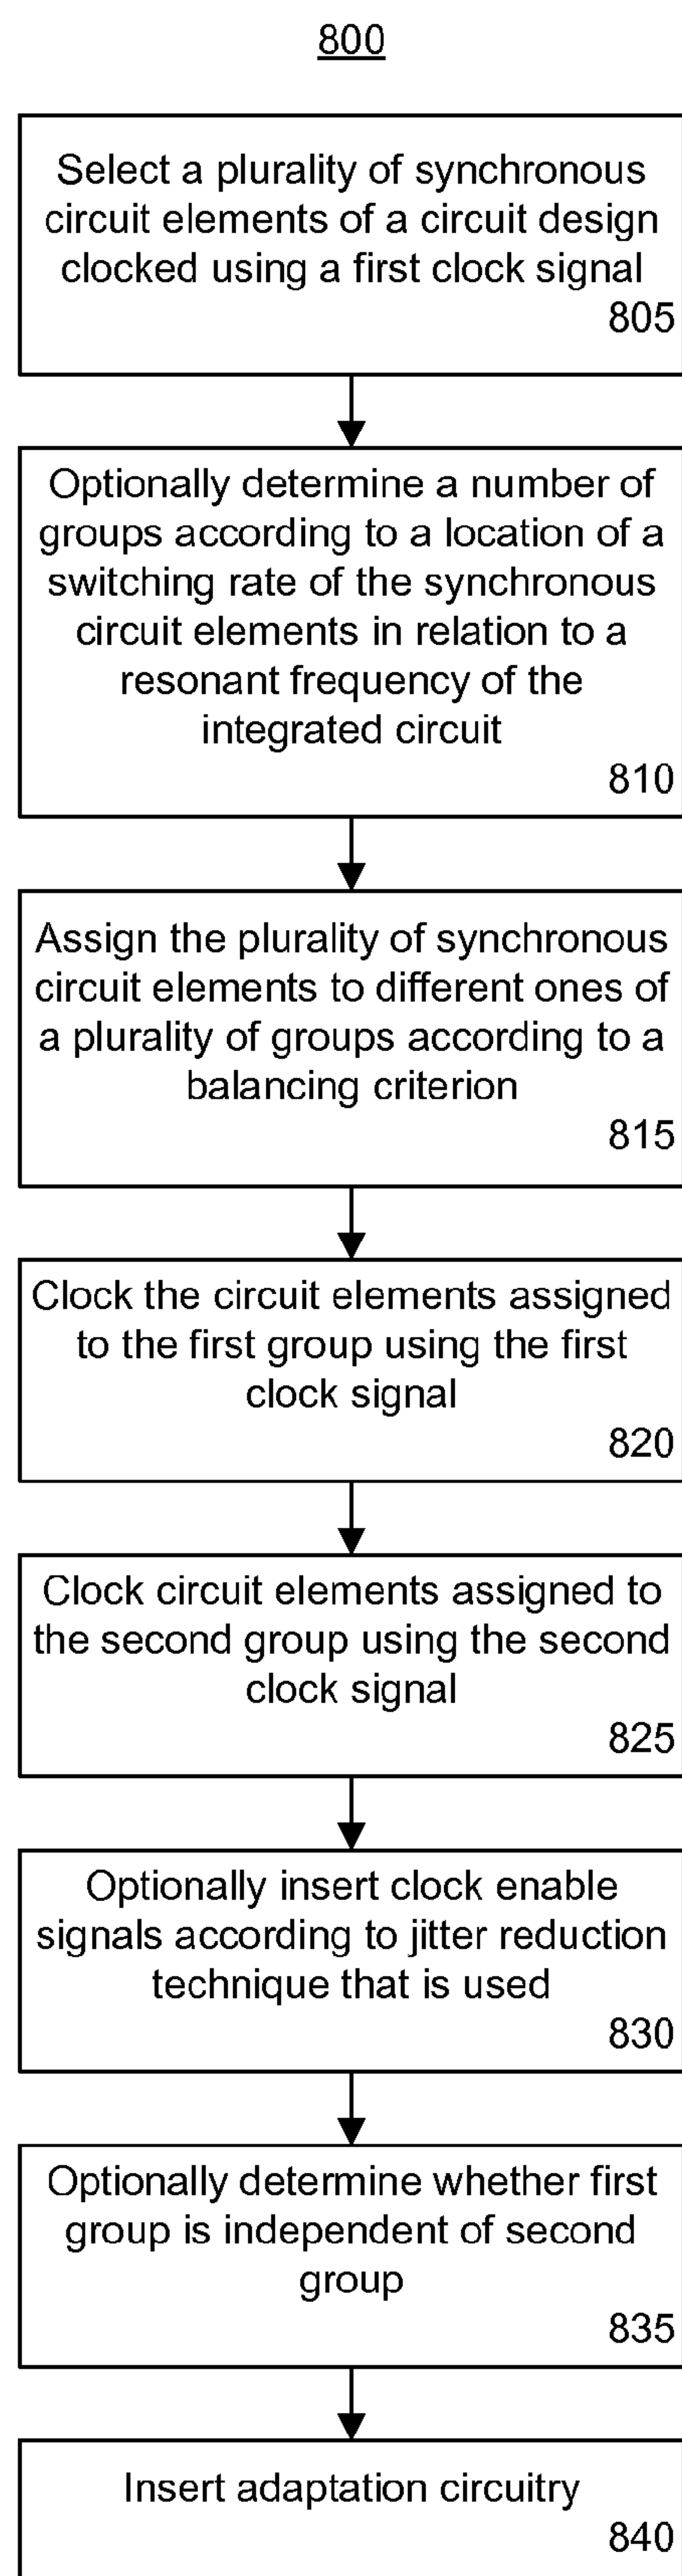 800
Select a plurality of synchronous
circuit elements of a circuit design
clocked using a first clock signal
805
Optionally determine a number of
groups according to a location of a
switching rate of the synchronous
circuit elements in relation to a
resonant frequency of the
integrated circuit
810
Assign the plurality of synchronous
circuit elements to different ones of
a plurality of groups according to a
balancing criterion
815
Clock the circuit elements assigned
to the first group using the first
clock signal
820
Clock circuit elements assigned to
the second group using the second
clock signal
825
Optionally insert clock enable
signals according to jitter reduction
technique that is used
830
Optionally determine whether first
group is independent of second
group
835
Insert adaptation circuitry
840